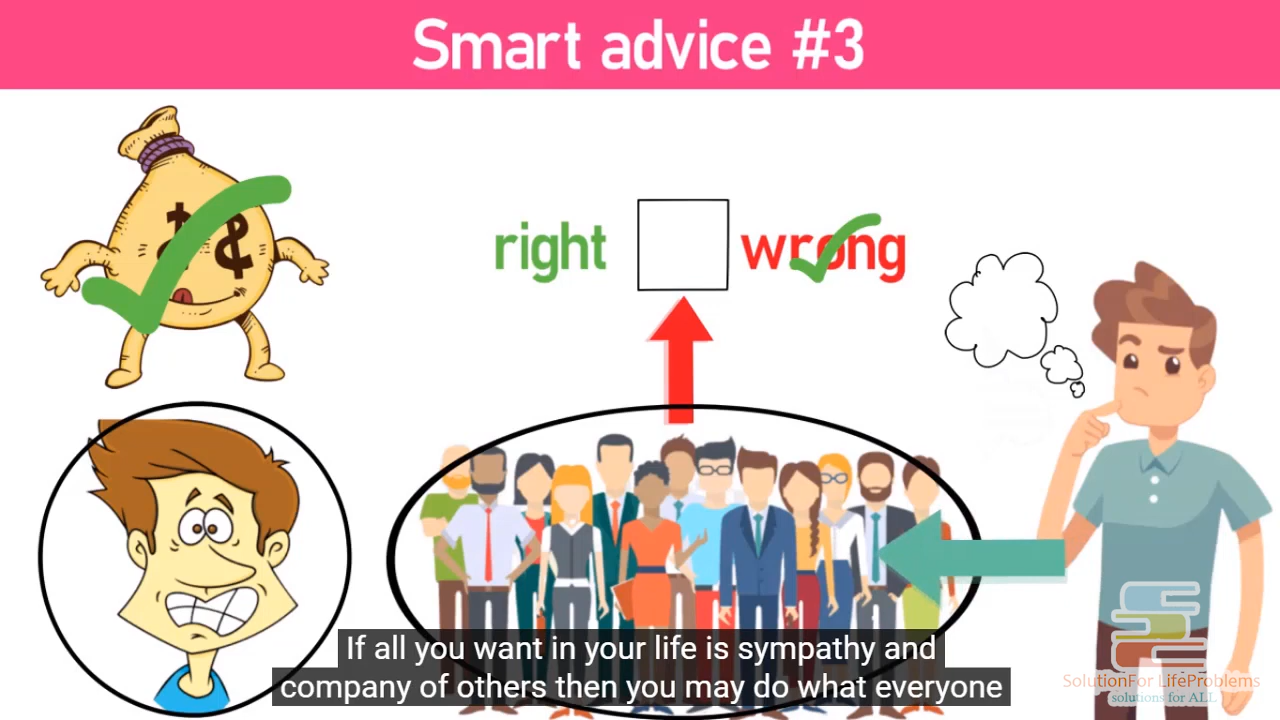 Smart advice #3
$ $
right wrong
If all you want in your life is sympathy and
company of others then you may do what everyone
SolutionFor LifeProblems
solutions for ALL